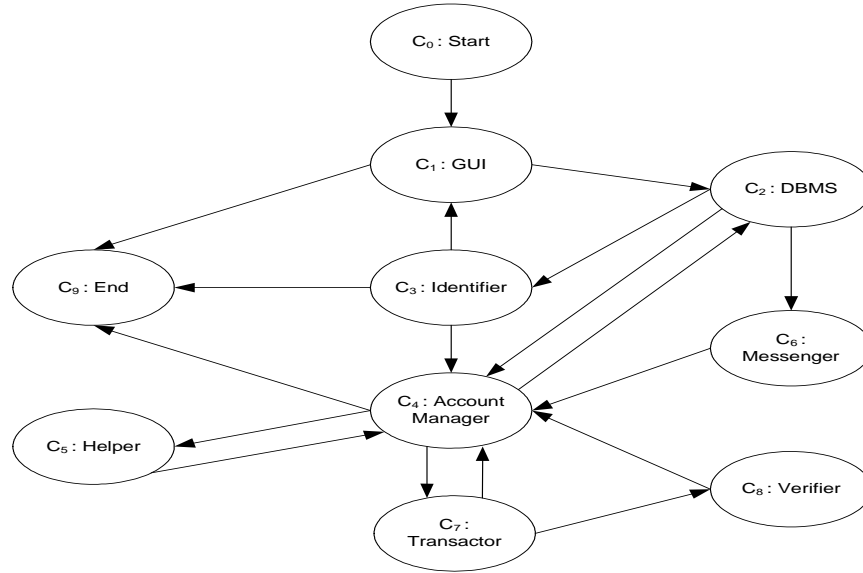 C₀ : Start
C₁ : GUI
C₂ : DBMS
C₉ : End
C₃ : Identifier
C₆ :
Messenger
C₄ : Account
Manager
C₅ : Helper
C₈ : Verifier
C₇ :
Transactor